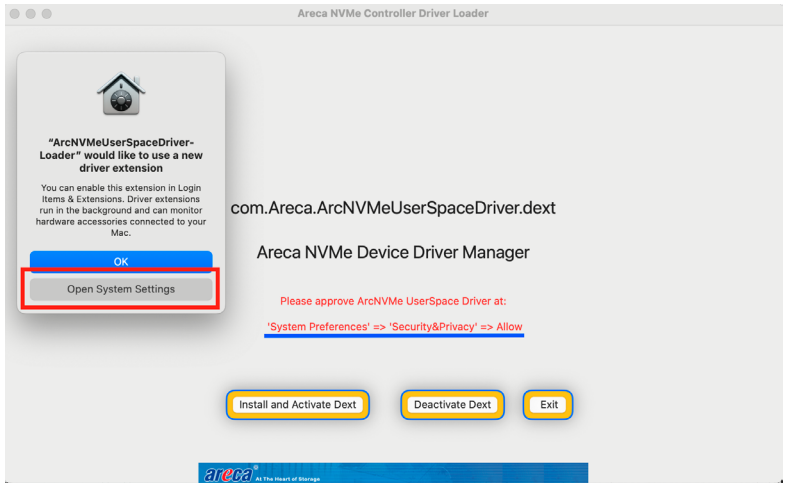 Areca NVMe Controller Driver Loader
“ArcNVMeUserSpaceDriver-
Loader” would like to use a new
driver extension
You can enable this extension in Login
Items & Extensions. Driver extensions
run in the background and can monitor
hardware accessories connected to your
Mac.
OK
Open System Settings
com.Areca.ArcNVMeUserSpaceDriver.dext
Areca NVMe Device Driver Manager
Please approve ArcNVMe UserSpace Driver at:
'System Preferences' => 'Security&Privacy' => Allow
Install and Activate Dext
Deactivate Dext
Exit
areca® At The Heart of Storage